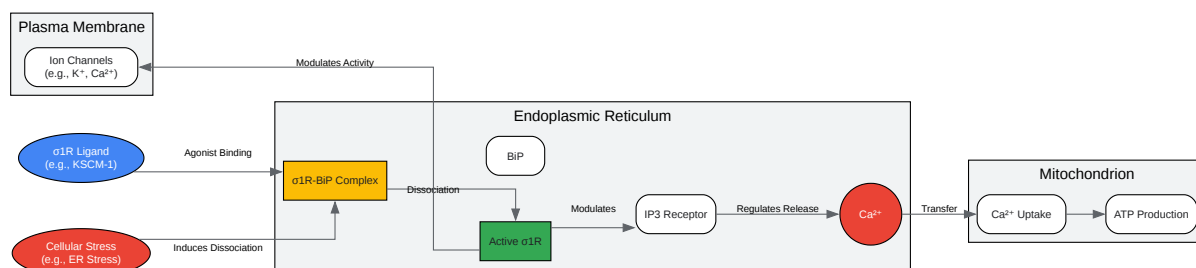 Plasma Membrane
Ion Channels
(e.g., K⁺, Ca²⁺)
Modulates Activity
Endoplasmic Reticulum
σ1R Ligand
(e.g., KSCM-1)
Agonist Binding
σ1R-BiP Complex
BiP
Dissociation
Cellular Stress
(e.g., ER Stress)
Induces Dissociation
Active σ1R
Modulates
IP3 Receptor
Regulates Release
Ca²⁺
Transfer
Mitochondrion
Ca²⁺ Uptake
ATP Production